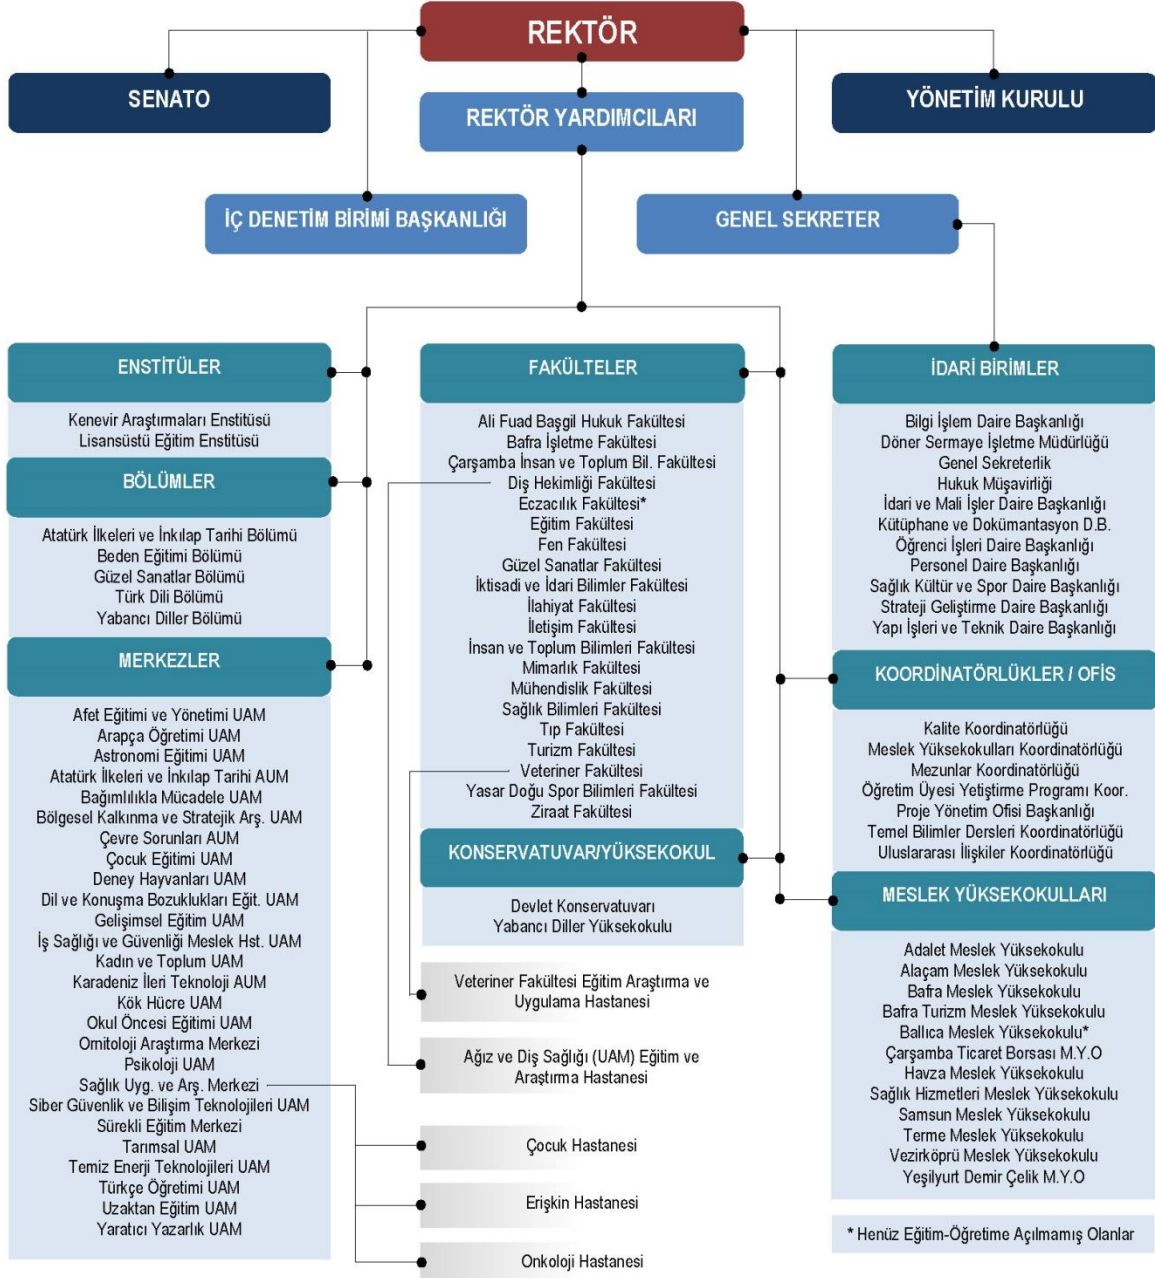 REKTÖR
SENATO
REKTÖR YARDIMCILARI
YÖNETİM KURULU
İÇ DENETİM BİRİMİ BAŞKANLIĞI
GENEL SEKRETER
ENSTİTÜLER
Kenevir Araştırmaları Enstitüsü
Lisansüstü Eğitim Enstitüsü
BÖLÜMLER
Atatürk İlkeleri ve İnkılap Tarihi Bölümü
Beden Eğitimi Bölümü
Güzel Sanatlar Bölümü
Türk Dili Bölümü
Yabancı Diller Bölümü
MERKEZLER
Afet Eğitimi ve Yönetimi UAM
Arapça Öğretimi UAM
Astronomi Eğitimi UAM
Atatürk İlkeleri ve İnkılap Tarihi AUM
Bağımlılıkla Mücadele UAM
Bölgesel Kalkınma ve Stratejik Arş. UAM
Çevre Sorunları AUM
Çocuk Eğitimi UAM
Deney Hayvanları UAM
Dil ve Konuşma Bozuklukları Eğit. UAM
Gelişimsel Eğitim UAM
İş Sağlığı ve Güvenliği Meslek Hst. UAM
Kadın ve Toplum UAM
Karadeniz İleri Teknoloji AUM
Kök Hücre UAM
Okul Öncesi Eğitimi UAM
Ornitoloji Araştırma Merkezi
Psikoloji UAM
Sağlık Uyg. ve Arş. Merkezi
Siber Güvenlik ve Bilişim Teknolojileri UAM
Sürekli Eğitim Merkezi
Tarımsal UAM
Temiz Enerji Teknolojileri UAM
Türkçe Öğretimi UAM
Uzaktan Eğitim UAM
Yaratıcı Yazarlık UAM
FAKÜLTELER
Ali Fuad Başgil Hukuk Fakültesi
Bafra İşletme Fakültesi
Çarşamba İnsan ve Toplum Bil. Fakültesi
Diş Hekimliği Fakültesi
Eczacılık Fakültesi*
Eğitim Fakültesi
Fen Fakültesi
Güzel Sanatlar Fakültesi
İktisadi ve İdari Bilimler Fakültesi
İlahiyat Fakültesi
İletişim Fakültesi
İnsan ve Toplum Bilimleri Fakültesi
Mimarlık Fakültesi
Mühendislik Fakültesi
Sağlık Bilimleri Fakültesi
Tıp Fakültesi
Turizm Fakültesi
Veteriner Fakültesi
Yasar Doğu Spor Bilimleri Fakültesi
Ziraat Fakültesi
KONSERVATUVAR/YÜKSEKOKUL
Devlet Konservatuvarı
Yabancı Diller Yüksekokulu
Veteriner Fakültesi Eğitim Araştırma ve
Uygulama Hastanesi
Ağız ve Diş Sağlığı (UAM) Eğitim ve
Araştırma Hastanesi
Çocuk Hastanesi
Erişkin Hastanesi
Onkoloji Hastanesi
İDARİ BİRİMLER
Bilgi İşlem Daire Başkanlığı
Döner Sermaye İşletme Müdürlüğü
Genel Sekreterlik
Hukuk Müşavirliği
İdari ve Mali İşler Daire Başkanlığı
Kütüphane ve Dokümantasyon D.B.
Öğrenci İşleri Daire Başkanlığı
Personel Daire Başkanlığı
Sağlık Kültür ve Spor Daire Başkanlığı
Strateji Geliştirme Daire Başkanlığı
Yapı İşleri ve Teknik Daire Başkanlığı
KOORDİNATÖRLÜKLER / OFİS
Kalite Koordinatörlüğü
Meslek Yüksekokulları Koordinatörlüğü
Mezunlar Koordinatörlüğü
Öğretim Üyesi Yetiştirme Programı Koor.
Proje Yönetim Ofisi Başkanlığı
Temel Bilimler Dersleri Koordinatörlüğü
Uluslararası İlişkiler Koordinatörlüğü
MESLEK YÜKSEKOKULLARI
Adalet Meslek Yüksekokulu
Alaçam Meslek Yüksekokulu
Bafra Meslek Yüksekokulu
Bafra Turizm Meslek Yüksekokulu
Ballıca Meslek Yüksekokulu*
Çarşamba Ticaret Borsası M.Y.O
Havza Meslek Yüksekokulu
Sağlık Hizmetleri Meslek Yüksekokulu
Samsun Meslek Yüksekokulu
Terme Meslek Yüksekokulu
Vezirköprü Meslek Yüksekokulu
Yeşilyurt Demir Çelik M.Y.O
* Henüz Eğitim-Öğretime Açılmamış Olanlar